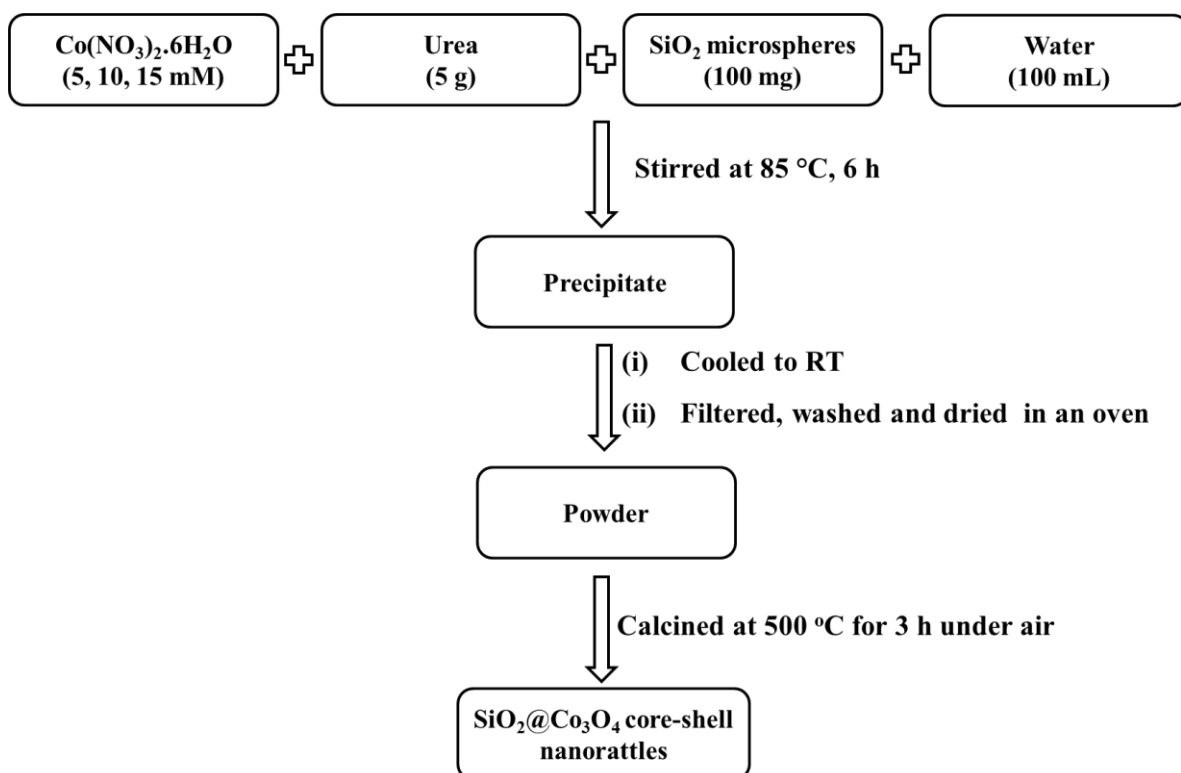 Co(NO₃)₂.6H₂O
(5, 10, 15 mM)
Urea
(5 g)
SiO₂ microspheres
(100 mg)
Water
(100 mL)
Stirred at 85 °C, 6 h
Precipitate
(i) Cooled to RT
(ii) Filtered, washed and dried in an oven
Powder
Calcined at 500 °C for 3 h under air
SiO₂@Co₃O₄ core-shell
nanorattles